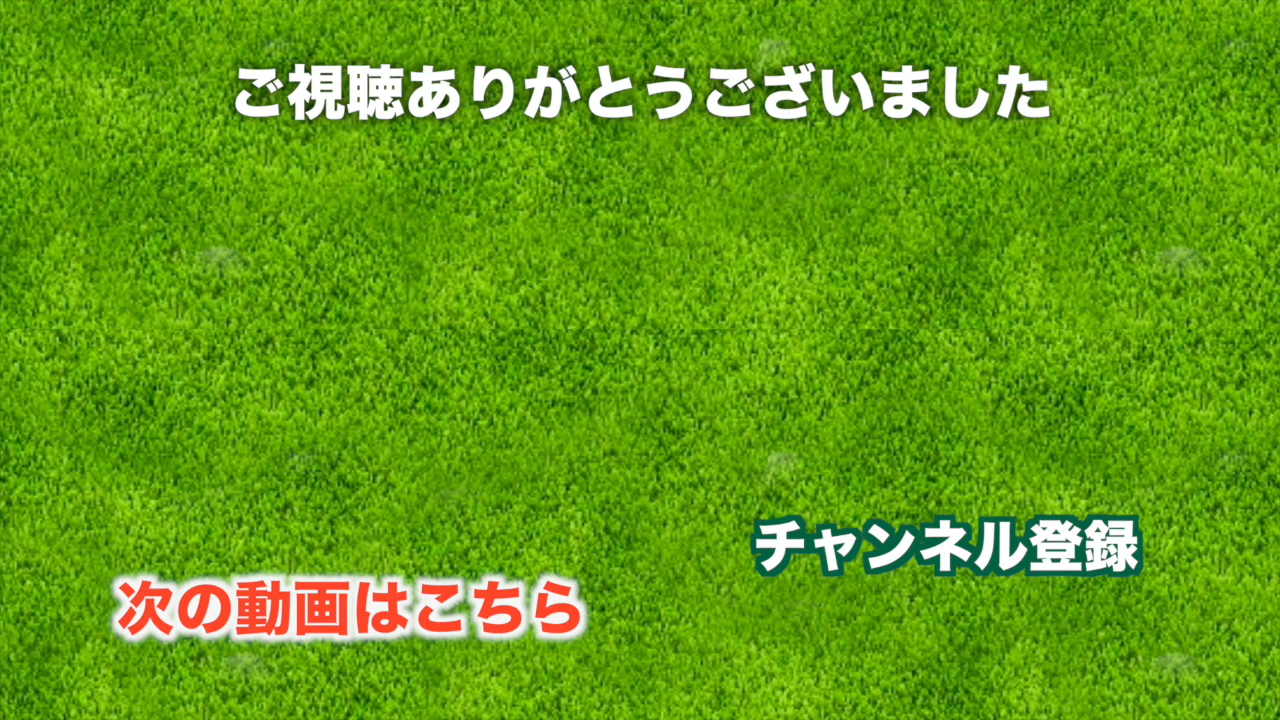 ご視聴ありがとうございました
チャンネル登録
次の動画はこちら